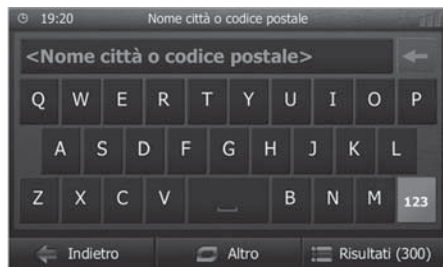 19:20 Nome città o codice postale
<Nome città o codice postale>
Q W E R T Y U I O P
A S D F G H J K L
Z X C V B N M 123
Indietro Altro Risultati (300)